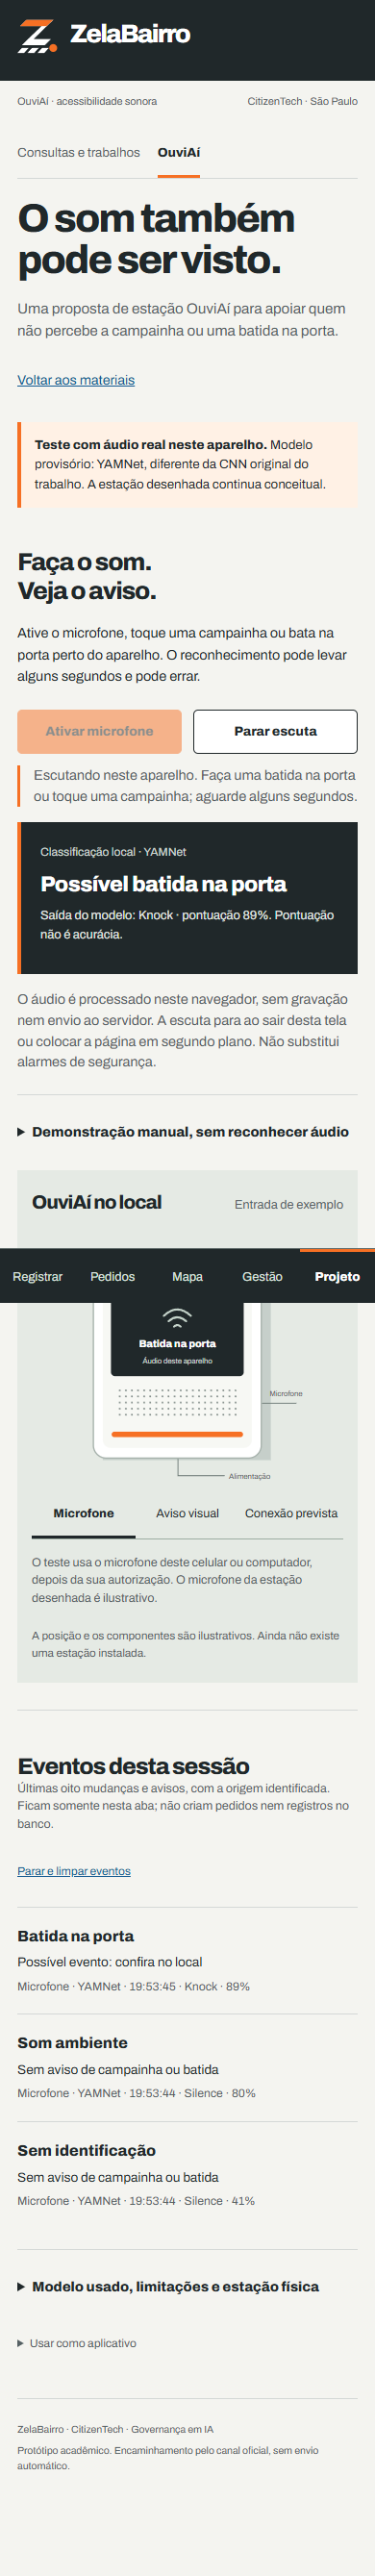 ZelaBairro
OuviAí · acessibilidade sonora
CitizenTech · São Paulo
Consultas e trabalhos
OuviAí
O som também
pode ser visto.
Uma proposta de estação OuviAí para apoiar quem
não percebe a campainha ou uma batida na porta.
Voltar aos materiais
Teste com áudio real neste aparelho. Modelo
provisório: YAMNet, diferente da CNN original do
trabalho. A estação desenhada continua conceitual.
Faça o som.
Veja o aviso.
Ative o microfone, toque uma campainha ou bata na
porta perto do aparelho. O reconhecimento pode levar
alguns segundos e pode errar.
Ativar microfone
Parar escuta
Escutando neste aparelho. Faça uma batida na porta
ou toque uma campainha; aguarde alguns segundos.
Classificação local · YAMNet
Possível batida na porta
Saída do modelo: Knock · pontuação 89%. Pontuação
não é acurácia.
O áudio é processado neste navegador, sem gravação
nem envio ao servidor. A escuta para ao sair desta tela
ou colocar a página em segundo plano. Não substitui
alarmes de segurança.
Demonstração manual, sem reconhecer áudio
OuviAí no local
Entrada de exemplo
Registrar
Pedidos
Mapa
Gestão
Projeto
Batida na porta
Áudio deste aparelho
Microfone
Alimentação
Microfone
Aviso visual
Conexão prevista
O teste usa o microfone deste celular ou computador,
depois da sua autorização. O microfone da estação
desenhada é ilustrativo.
A posição e os componentes são ilustrativos. Ainda não existe
uma estação instalada.
Eventos desta sessão
Últimas oito mudanças e avisos, com a origem identificada.
Ficam somente nesta aba; não criam pedidos nem registros no
banco.
Parar e limpar eventos
Batida na porta
Possível evento: confira no local
Microfone · YAMNet · 19:53:45 · Knock · 89%
Som ambiente
Sem aviso de campainha ou batida
Microfone · YAMNet · 19:53:44 · Silence · 80%
Sem identificação
Sem aviso de campainha ou batida
Microfone · YAMNet · 19:53:44 · Silence · 41%
Modelo usado, limitações e estação física
Usar como aplicativo
ZelaBairro · CitizenTech · Governança em IA
Protótipo acadêmico. Encaminhamento pelo canal oficial, sem envio
automático.